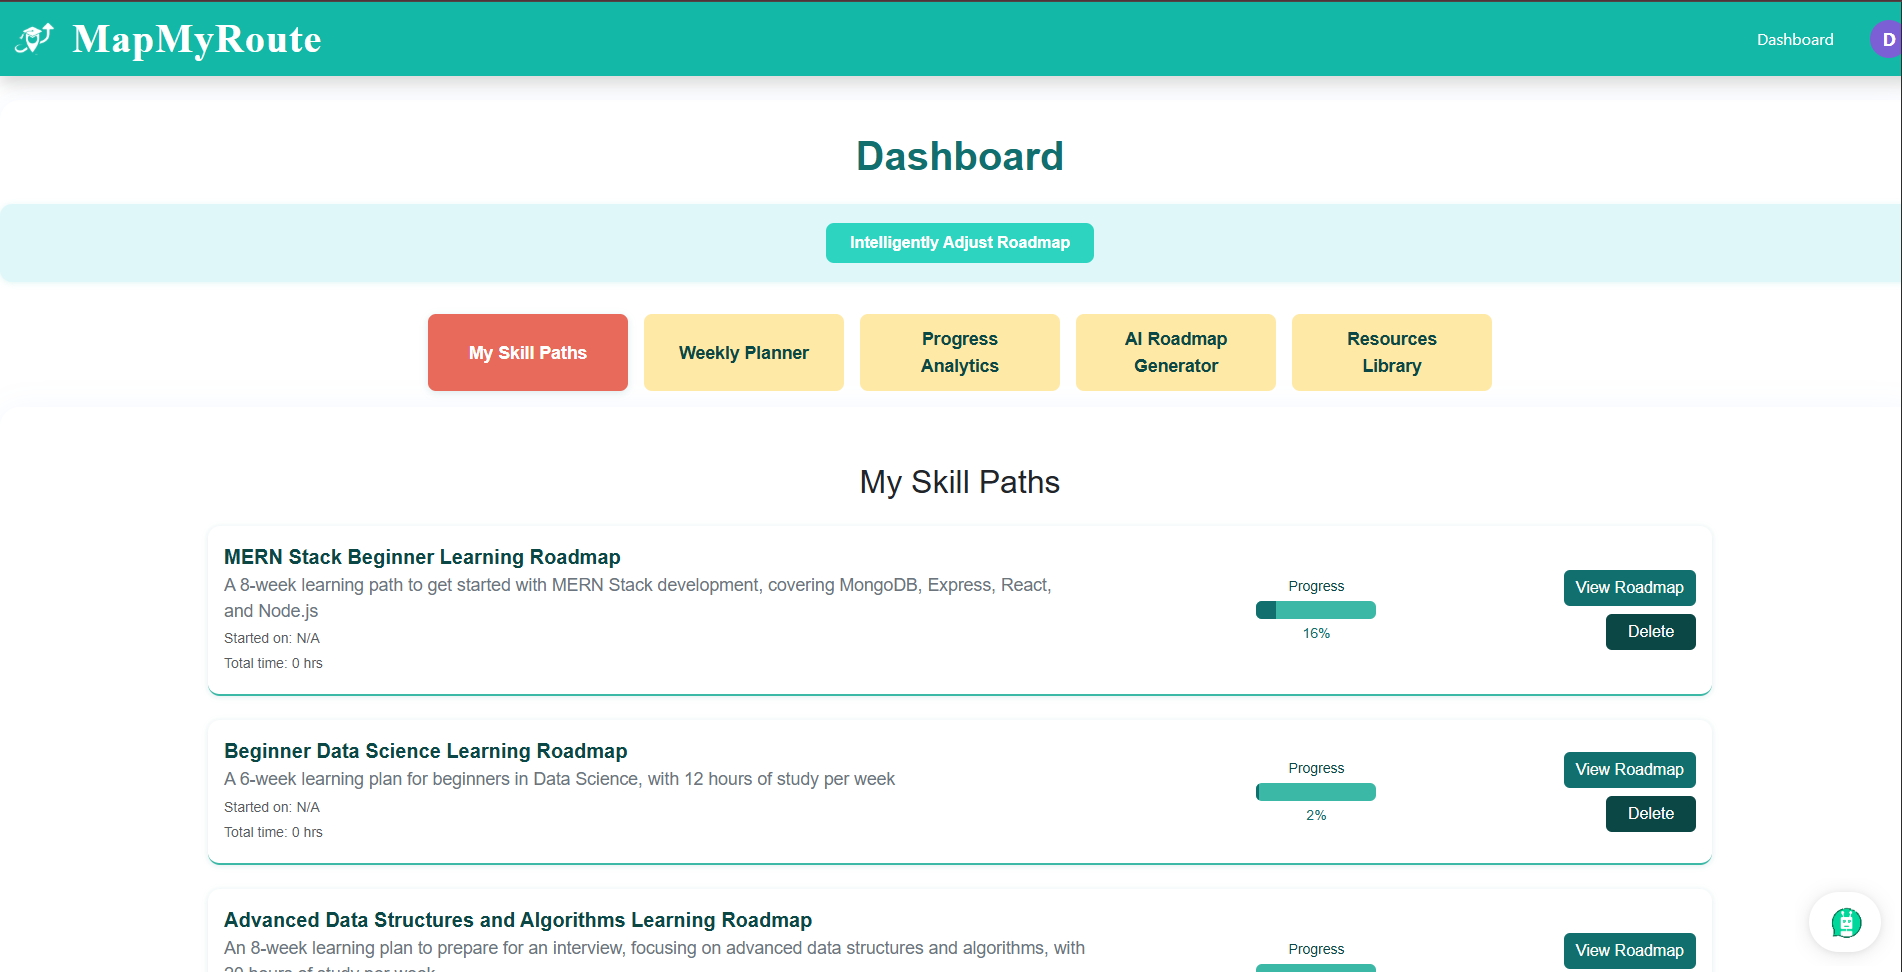 MapMyRoute
Dashboard
D
Dashboard
Intelligently Adjust Roadmap
My Skill Paths
Weekly Planner
Progress
Analytics
AI Roadmap
Generator
Resources
Library
My Skill Paths
MERN Stack Beginner Learning Roadmap
A 8-week learning path to get started with MERN Stack development, covering MongoDB, Express, React,
and Node.js
Started on: N/A
Total time: 0 hrs
Progress
16%
View Roadmap
Delete
Beginner Data Science Learning Roadmap
A 6-week learning plan for beginners in Data Science, with 12 hours of study per week
Started on: N/A
Total time: 0 hrs
Progress
2%
View Roadmap
Delete
Advanced Data Structures and Algorithms Learning Roadmap
An 8-week learning plan to prepare for an interview, focusing on advanced data structures and algorithms, with
20 hours of study per week
Progress
View Roadmap